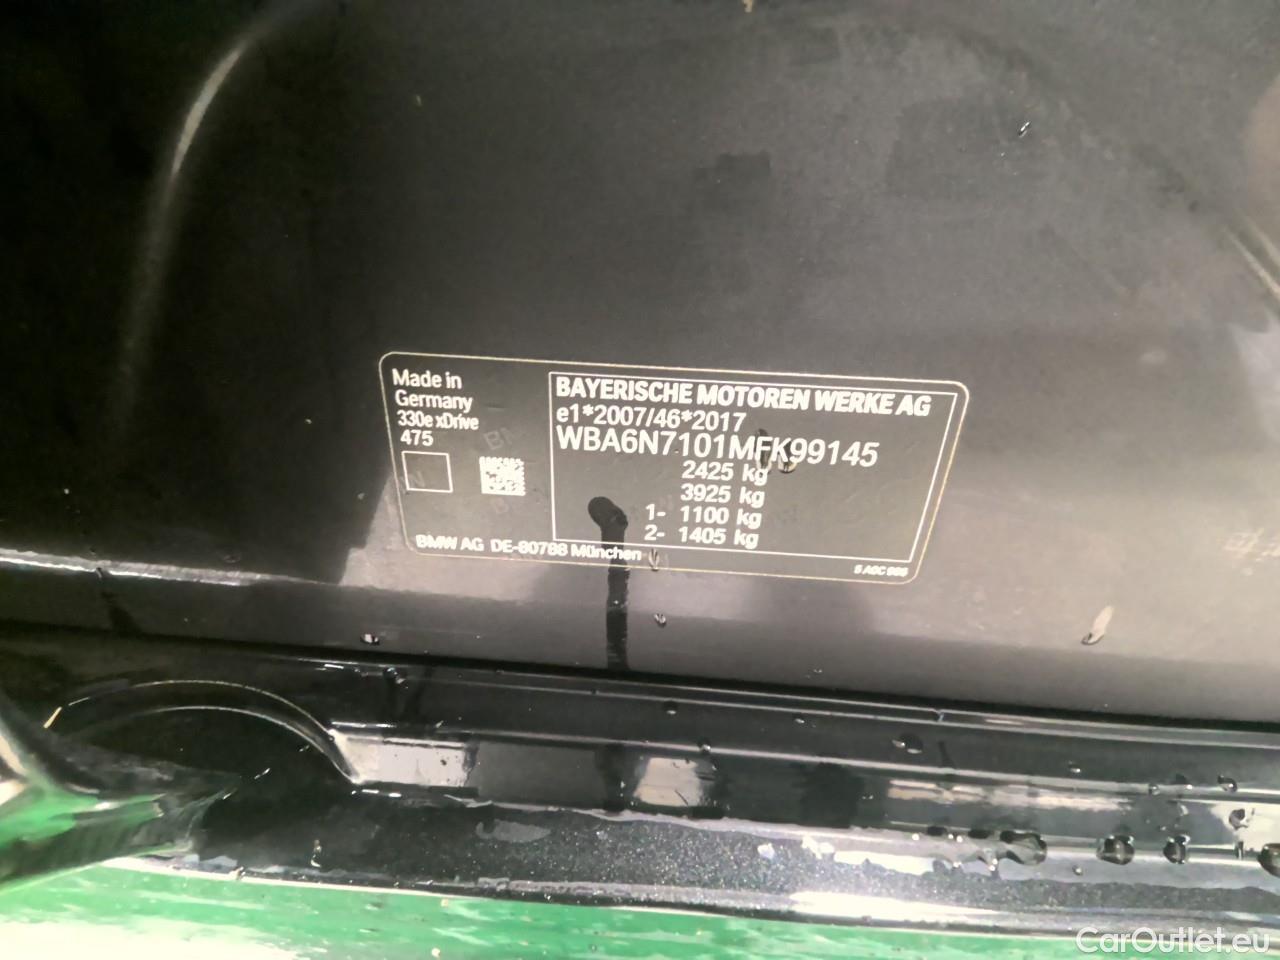 Made in
Germany
330e xDrive
475
BAYERISCHE MOTOREN WERKE AG
e1*2007/46*2017
WBA6N7101MFK99145
2425 kg
3925 kg
1- 1100 kg
2- 1405 kg
BMW AG DE-80788 München
CarOutlet.eu